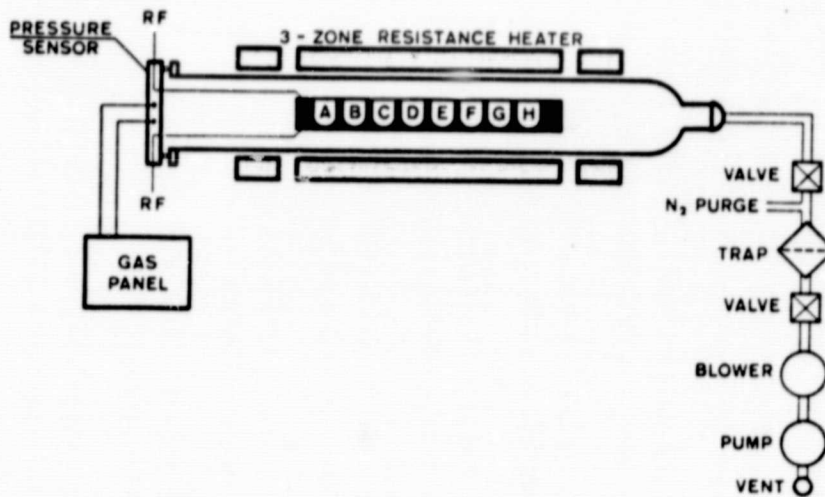 RF
PRESSURE
SENSOR
3 - ZONE RESISTANCE HEATER
A B C D E F G H
RF
GAS
PANEL
VALVE
N₂ PURGE
TRAP
VALVE
BLOWER
PUMP
VENT